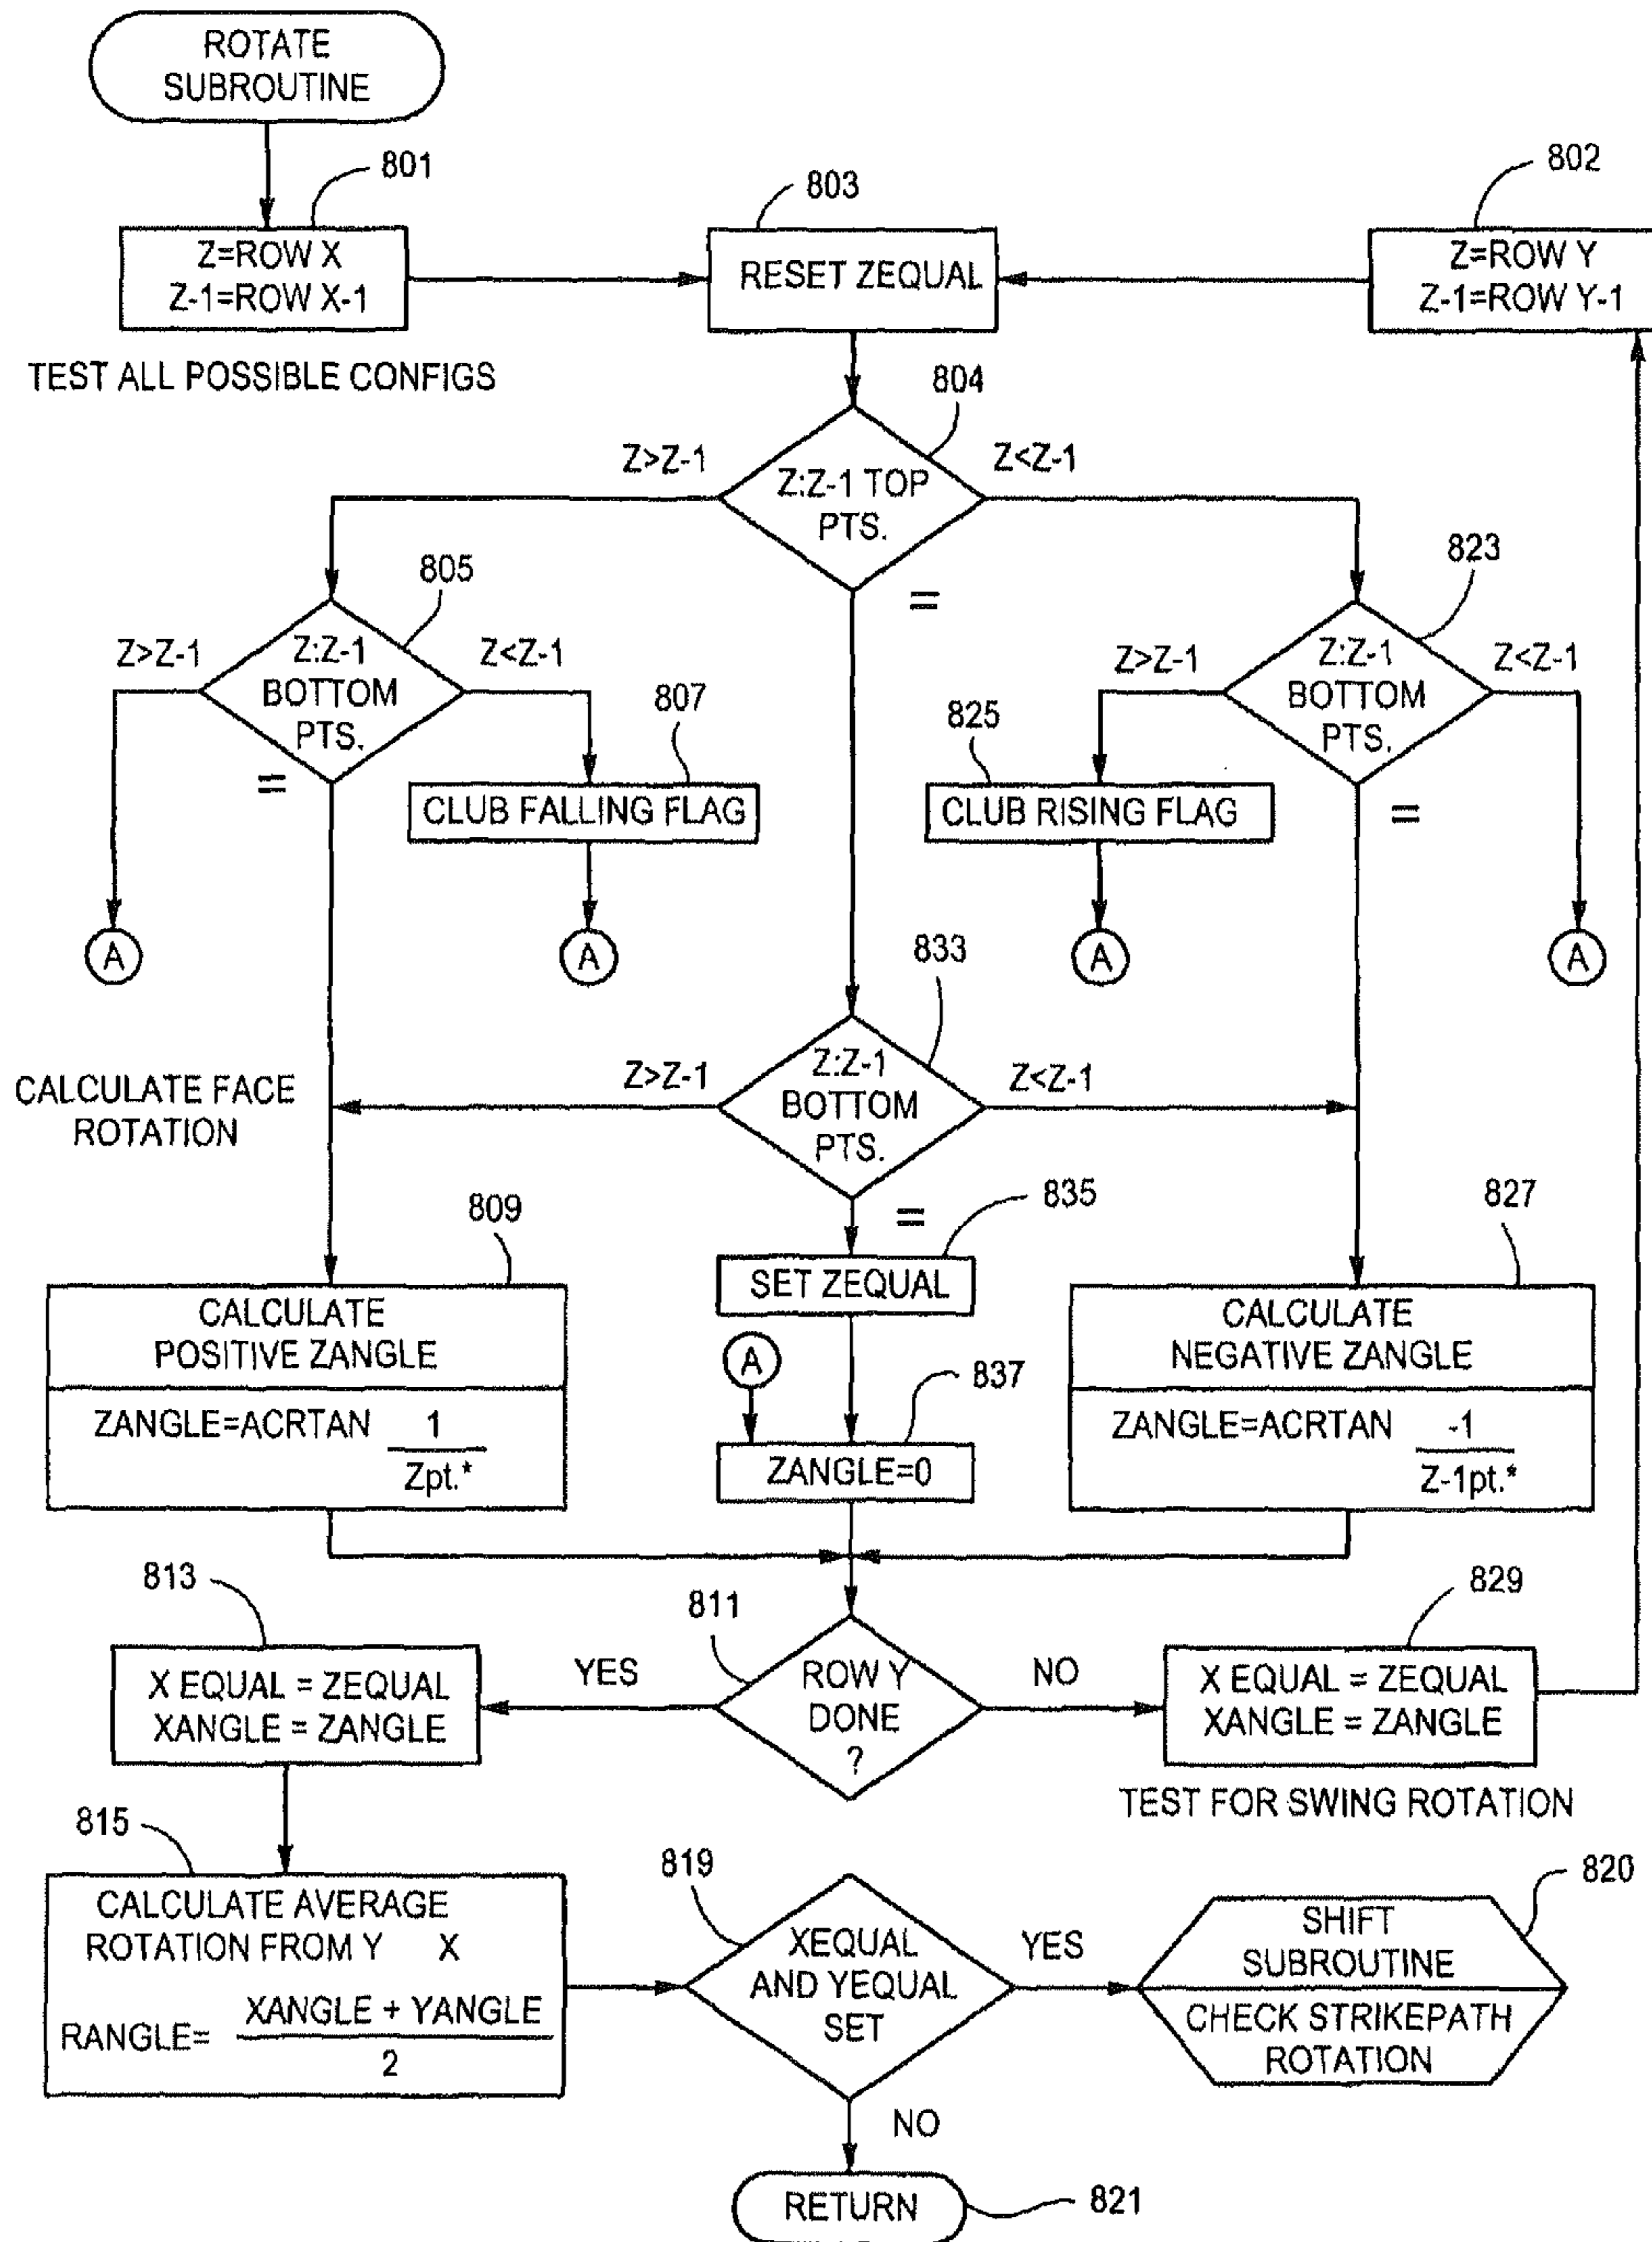 ROTATE
SUBROUTINE
801
803
802
Z=ROW X
Z-1=ROW X-1
RESET ZEQUAL
Z=ROW Y
Z-1=ROW Y-1
TEST ALL POSSIBLE CONFIGS
804
Z>Z-1
Z:Z-1 TOP
PTS.
Z<Z-1
=
805
823
Z>Z-1
Z:Z-1
BOTTOM
PTS.
Z<Z-1
=
Z>Z-1
Z:Z-1
BOTTOM
PTS.
Z<Z-1
=
807
825
CLUB FALLING FLAG
CLUB RISING FLAG
A
A
A
A
833
CALCULATE FACE
ROTATION
Z>Z-1
Z:Z-1
BOTTOM
PTS.
Z<Z-1
=
809
835
827
CALCULATE
POSITIVE ZANGLE
ZANGLE=ACRTAN 1
Zpt.*
SET ZEQUAL
A
837
ZANGLE=0
CALCULATE
NEGATIVE ZANGLE
ZANGLE=ACRTAN -1
Z-1pt.*
813
811
829
X EQUAL = ZEQUAL
XANGLE = ZANGLE
YES
ROW Y
DONE
?
NO
X EQUAL = ZEQUAL
XANGLE = ZANGLE
TEST FOR SWING ROTATION
815
819
820
CALCULATE AVERAGE
ROTATION FROM Y X
RANGLE= XANGLE + YANGLE
2
XEQUAL
AND YEQUAL
SET
YES
SHIFT
SUBROUTINE
CHECK STRIKEPATH
ROTATION
NO
RETURN
821